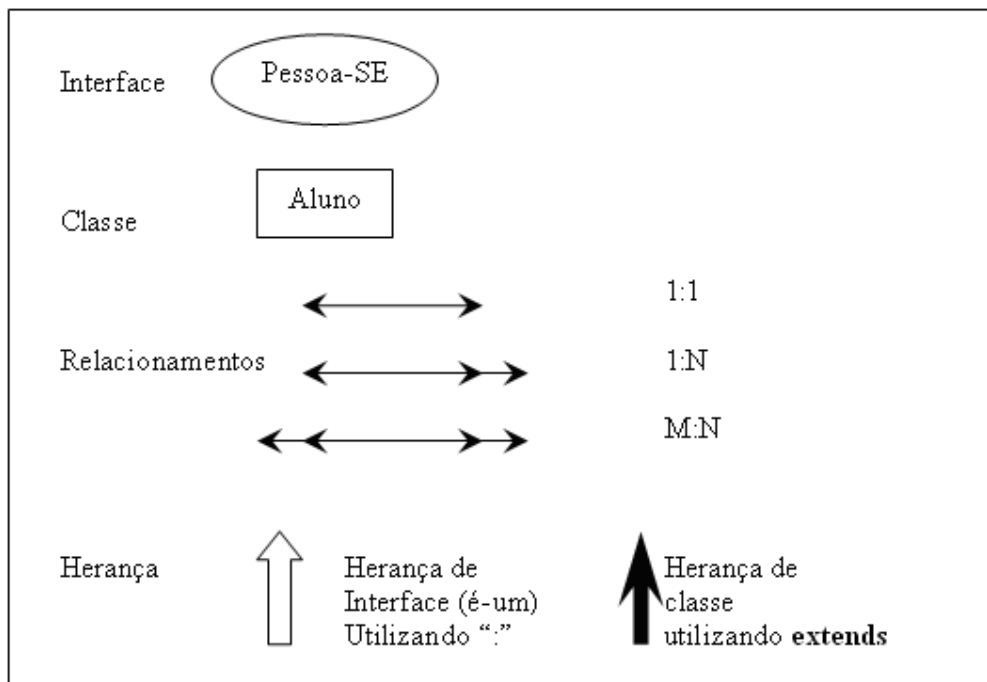 Interface
Pessoa-SE
Classe
Aluno
1:1
Relacionamentos
1:N
M:N
Herança
Herança de
Interface (é-um)
Utilizando “:”
Herança de
classe
utilizando extends